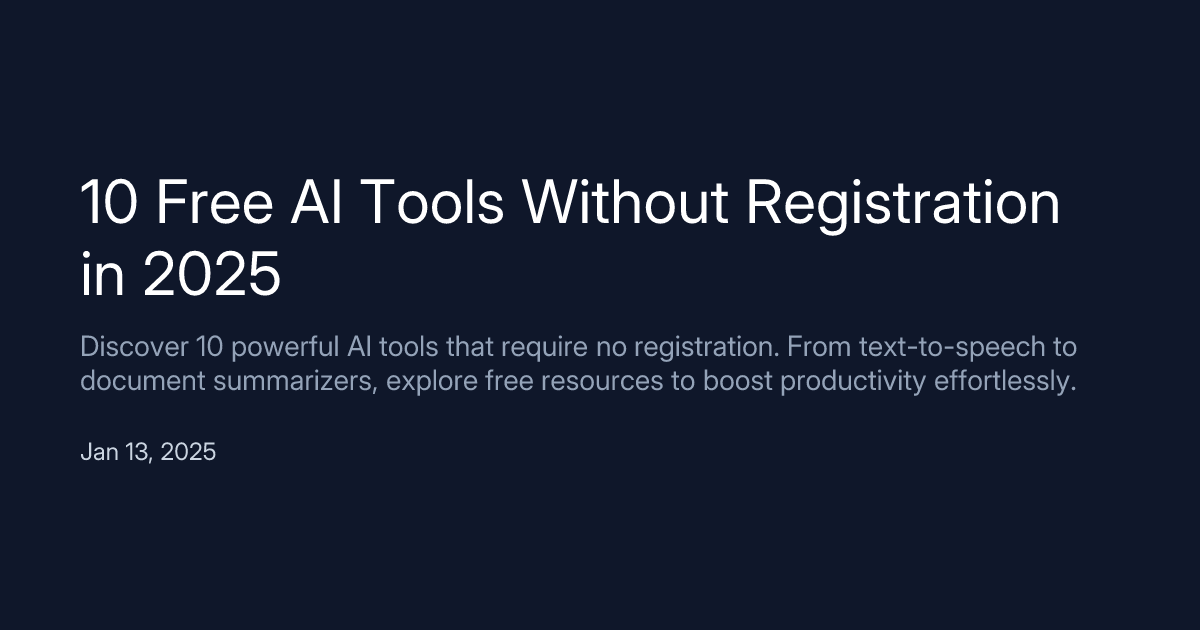 10 Free AI Tools Without Registration
in 2025
Discover 10 powerful AI tools that require no registration. From text-to-speech to
document summarizers, explore free resources to boost productivity effortlessly.
Jan 13, 2025